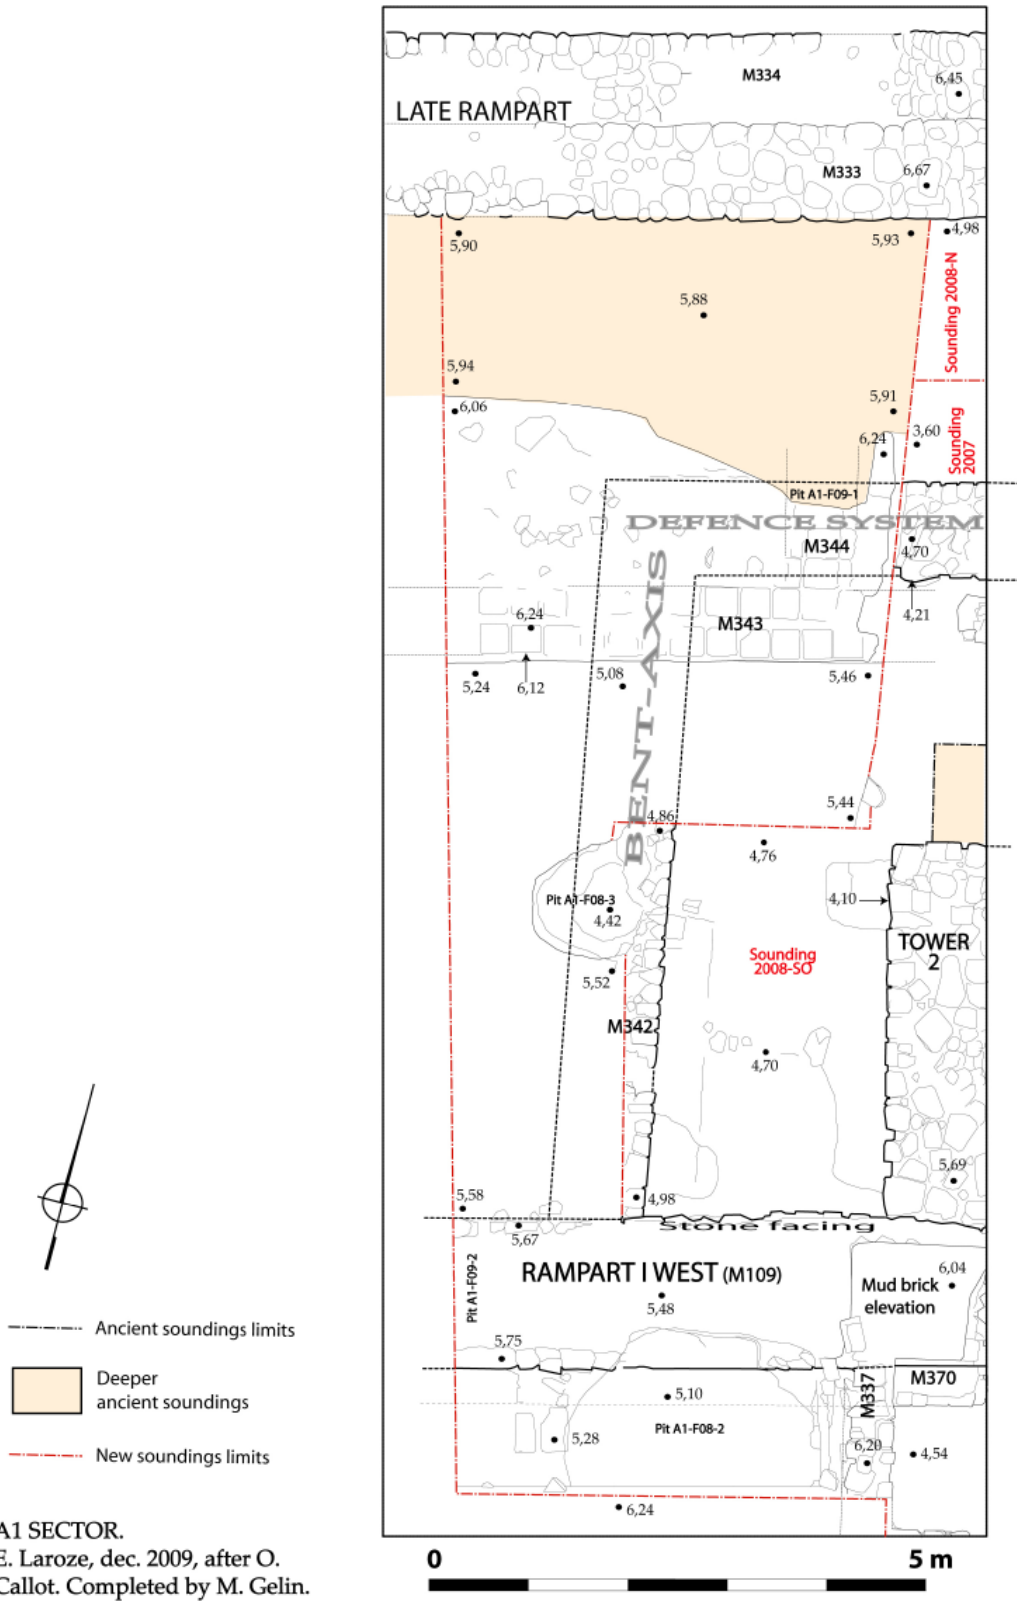 M334
6,45
LATE RAMPART
M333
6,67
5,90
5,93
4,98
Sounding 2008-N
5,88
5,94
6,06
5,91
6,24
3,60
Sounding
2007
Pit A1-F09-1
DEFENCE SYSTEM
M344
4,70
BENT-AXIS
4,21
6,24
M343
5,24
6,12
5,08
5,46
5,44
4,86
4,76
Pit A1-F08-3
4,42
4,10
TOWER
2
Sounding
2008-SO
5,52
M342
4,70
5,69
5,58
4,98
5,67
Stone facing
Pit A1-F09-2
RAMPART I WEST (M109)
6,04
Mud brick
elevation
5,48
5,75
M370
M337
5,10
Pit A1-F08-2
5,28
6,20
4,54
6,24
Ancient soundings limits
Deeper
ancient soundings
New soundings limits
A1 SECTOR.
E. Laroze, dec. 2009, after O.
Callot. Completed by M. Gelin.
0
5 m